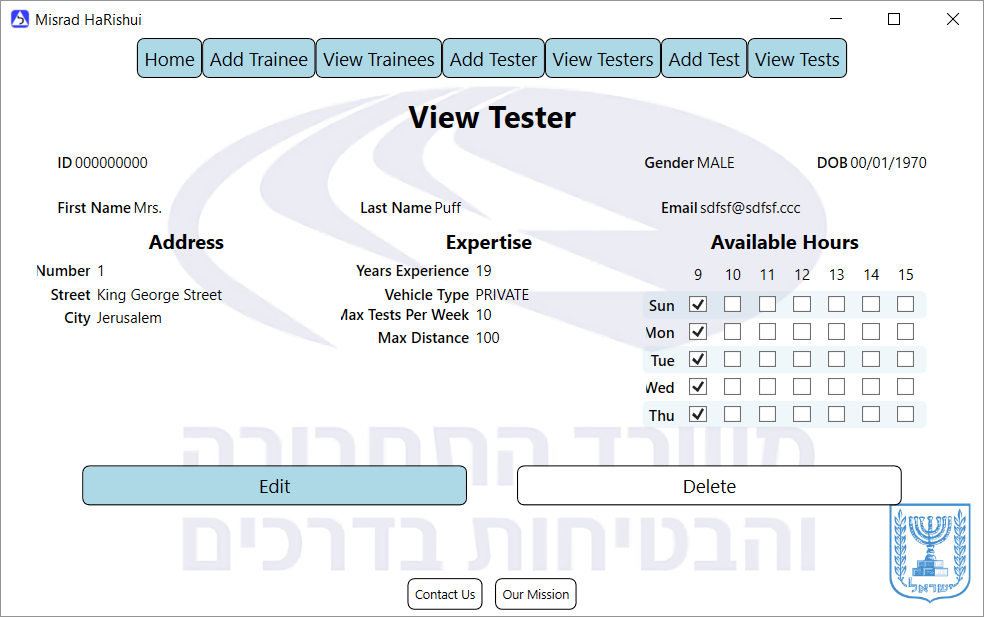 Misrad HaRishui
Home Add Trainee View Trainees Add Tester View Testers Add Test View Tests
View Tester
ID 000000000 Gender MALE DOB 00/01/1970
First Name Mrs. Last Name Puff Email sdfsf@sdfsf.ccc
Address Expertise Available Hours
Number 1 Years Experience 19 9 10 11 12 13 14 15
Street King George Street Vehicle Type PRIVATE
City Jerusalem Max Tests Per Week 10
Max Distance 100
Sun
Mon
Tue
Wed
Thu
משרד התחבורה
Edit Delete
והבטיחות בדרכים
ישראל
Contact Us Our Mission